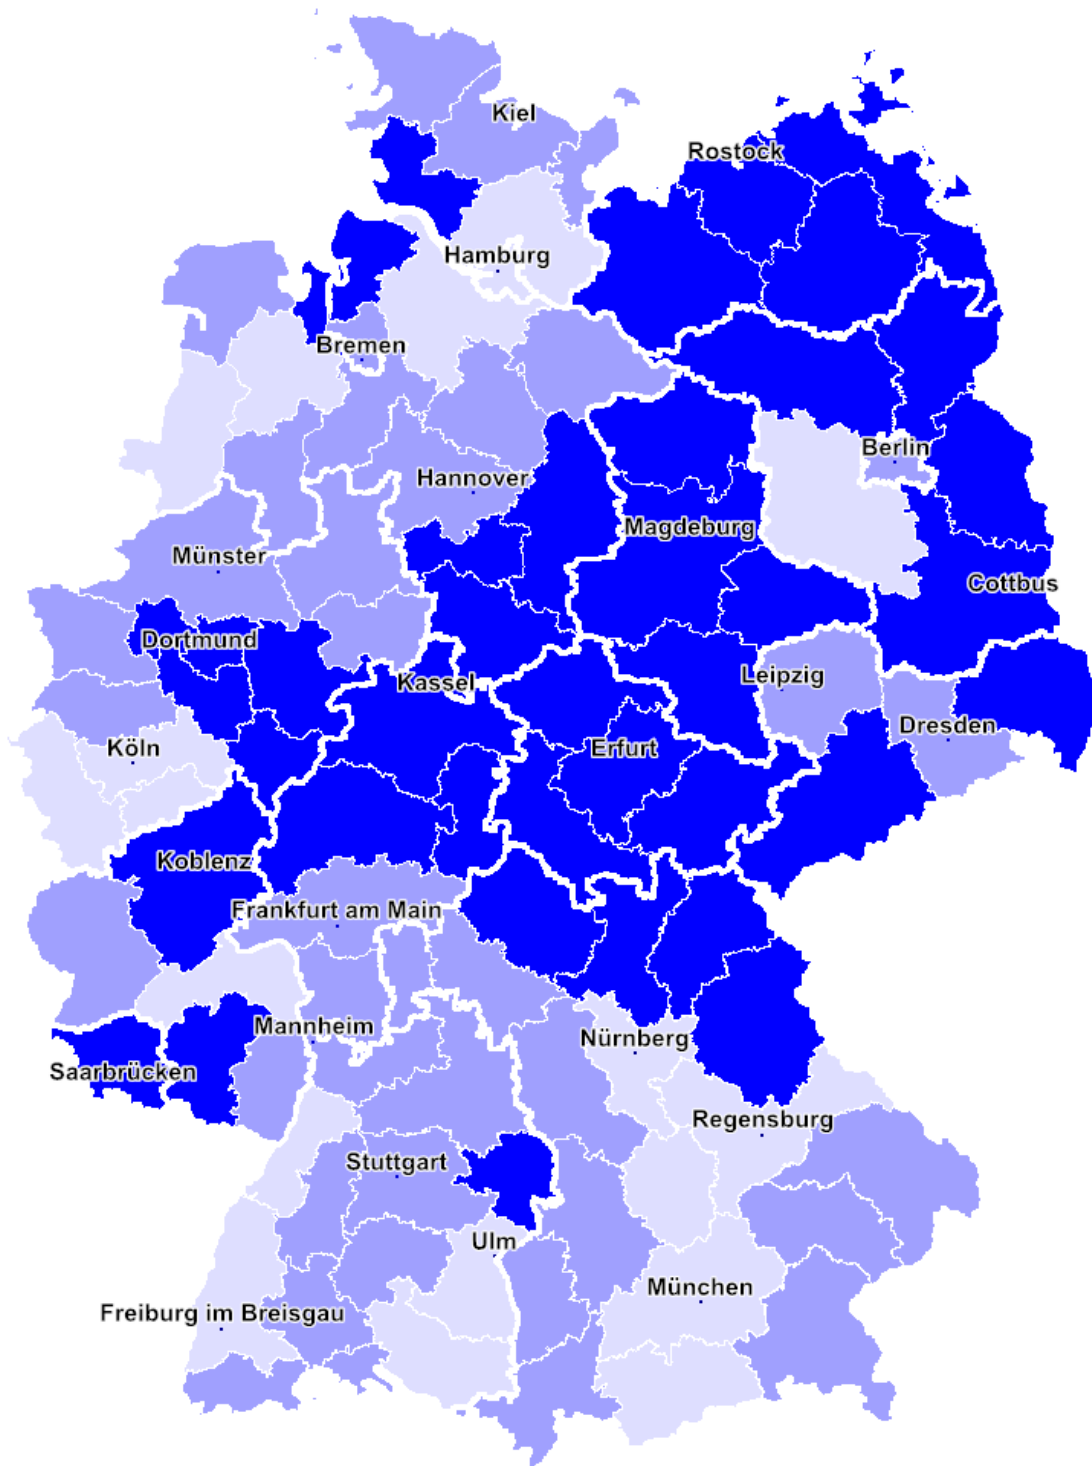 Kiel
Rostock
Hamburg
Bremen
Berlin
Hannover
Magdeburg
Münster
Cottbus
Dortmund
Leipzig
Kassel
Dresden
Köln
Erfurt
Koblenz
Frankfurt am Main
Mannheim
Nürnberg
Saarbrücken
Regensburg
Stuttgart
Ulm
München
Freiburg im Breisgau